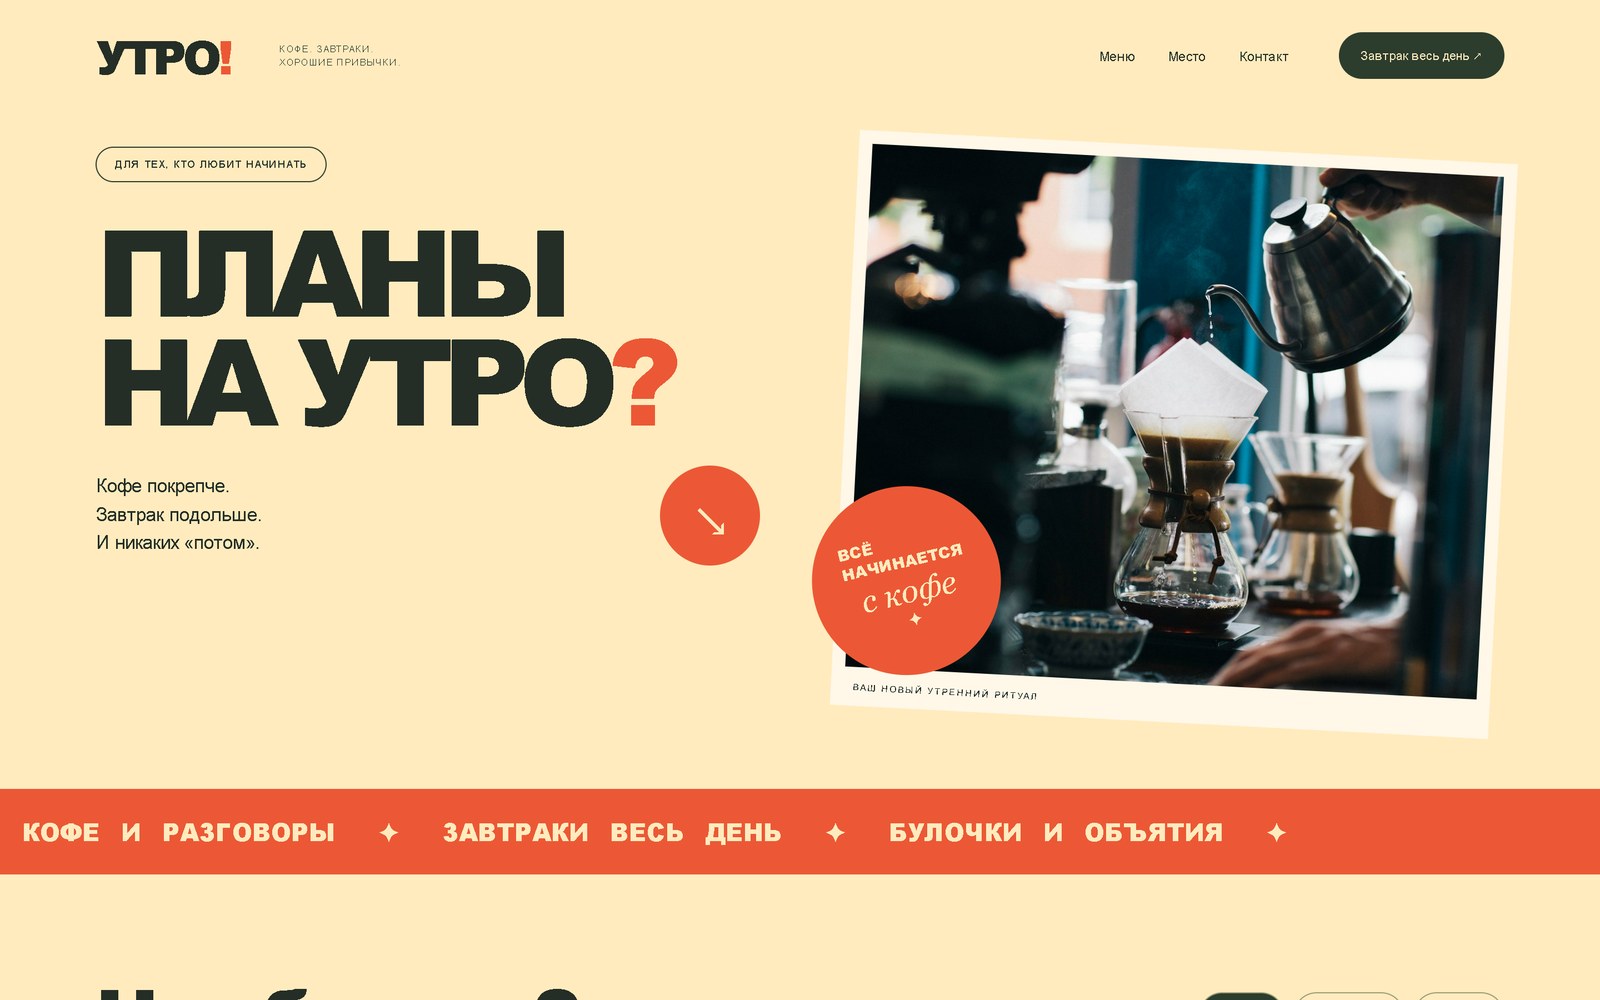 УТРО!
КОФЕ. ЗАВТРАКИ.
ХОРОШИЕ ПРИВЫЧКИ.
Меню
Место
Контакт
Завтрак весь день ↗
ДЛЯ ТЕХ, КТО ЛЮБИТ НАЧИНАТЬ
ПЛАНЫ
НА УТРО?
Кофе покрепче.
Завтрак подольше.
И никаких «потом».
ВСЁ
НАЧИНАЕТСЯ
с кофе
ВАШ НОВЫЙ УТРЕННИЙ РИТУАЛ
КОФЕ И РАЗГОВОРЫ ✦ ЗАВТРАКИ ВЕСЬ ДЕНЬ ✦ БУЛОЧКИ И ОБЪЯТИЯ ✦